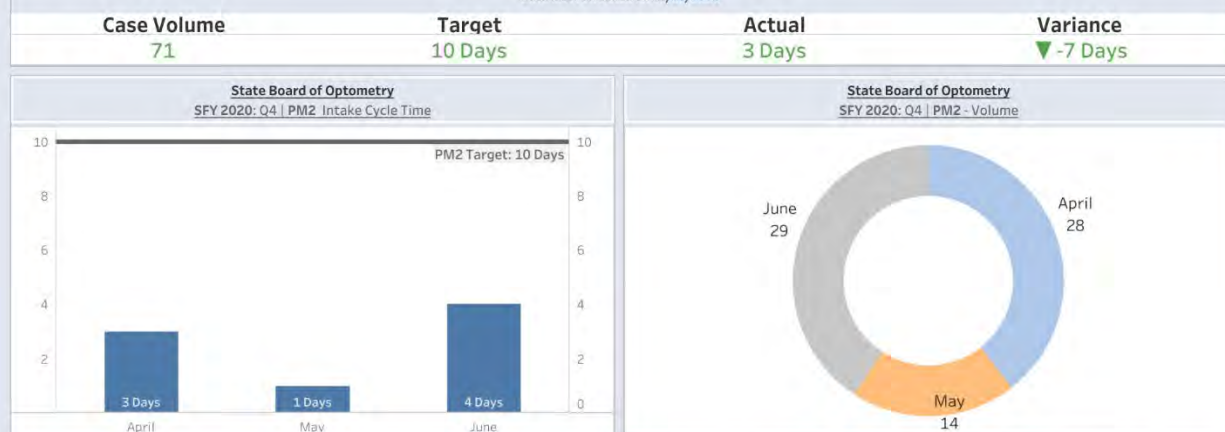 Case Volume Target Actual Variance
71 10 Days 3 Days ▼ -7 Days
State Board of Optometry
SFY 2020: Q4 | PM2 Intake Cycle Time
10 10
PM2 Target: 10 Days
8 8
6 6
4 4
2 2
0
3 Days 1 Days 4 Days
April May June
State Board of Optometry
SFY 2020: Q4 | PM2 - Volume
June
29
April
28
May
14